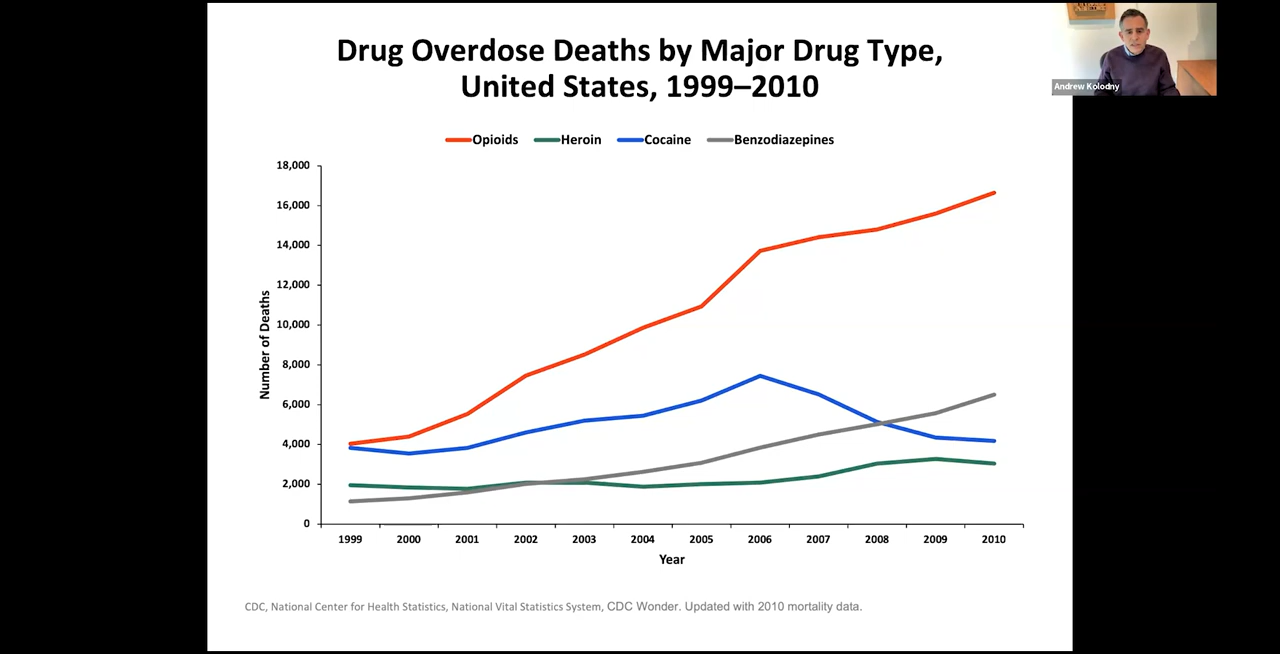 Drug Overdose Deaths by Major Drug Type,
United States, 1999–2010
Andrew Kolodny
Opioids Heroin Cocaine Benzodiazepines
18,000
16,000
14,000
12,000
10,000
8,000
6,000
4,000
2,000
0
Number of Deaths
1999 2000 2001 2002 2003 2004 2005 2006 2007 2008 2009 2010
Year
CDC, National Center for Health Statistics, National Vital Statistics System, CDC Wonder. Updated with 2010 mortality data.